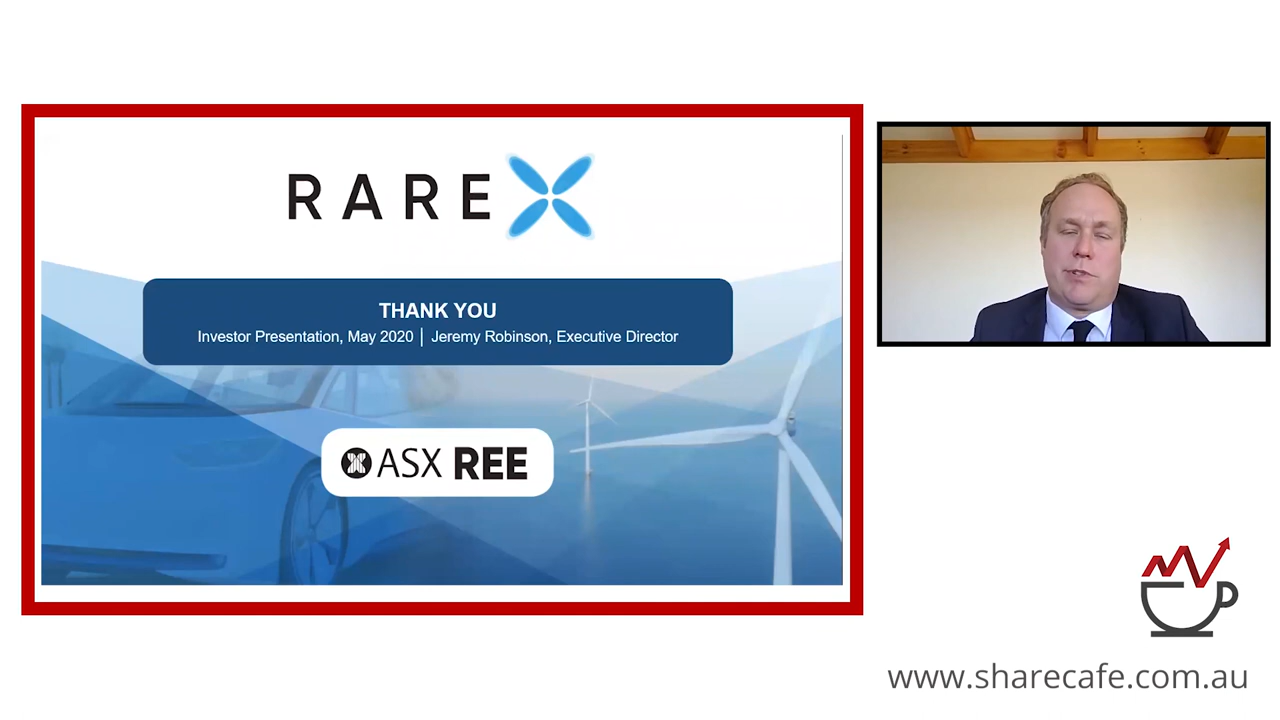 RAREX
THANK YOU
Investor Presentation, May 2020 | Jeremy Robinson, Executive Director
ASX REE
www.sharecafe.com.au